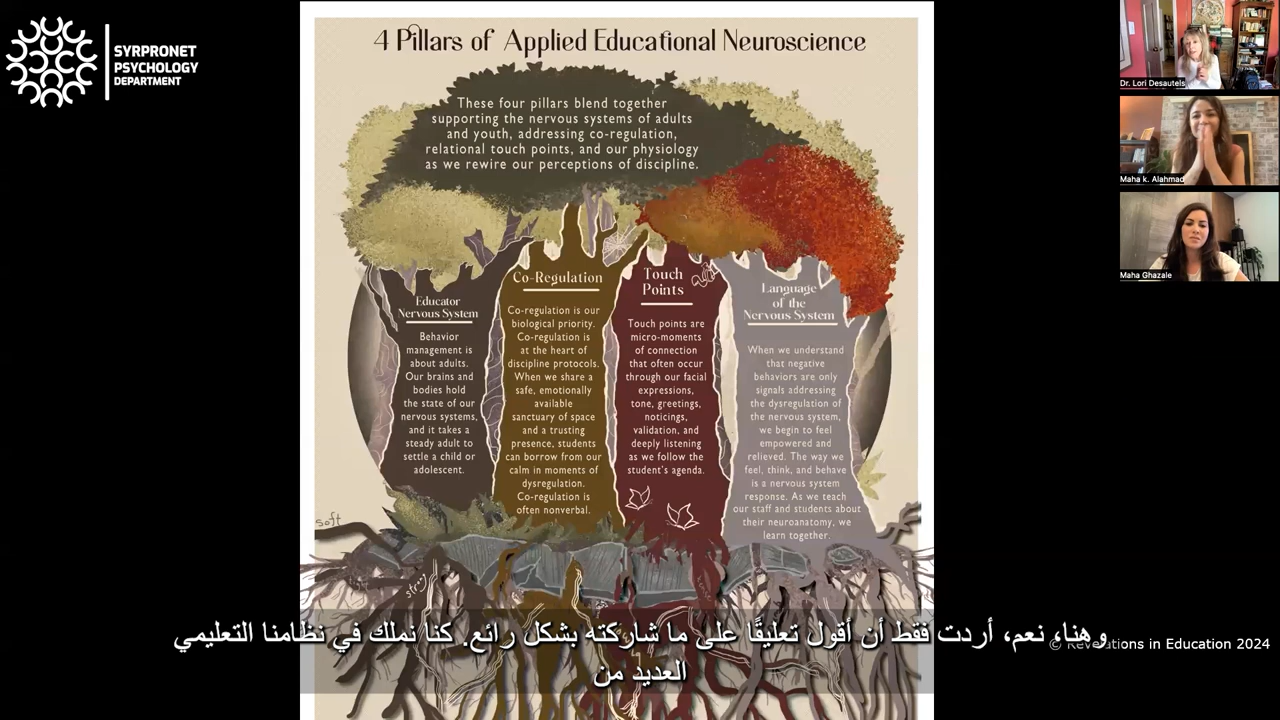 SYRPRONET
PSYCHOLOGY
DEPARTMENT
4 Pillars of Applied Educational Neuroscience
These four pillars blend together
supporting the nervous systems of adults
and youth, addressing co-regulation,
relational touch points, and our physiology
as we rewire our perceptions of discipline.
Educator
Nervous System
Behavior
management is
about adults.
Our brains and
bodies hold
the state of our
nervous systems,
and it takes a
steady adult to
settle a child or
adolescent.
Co-Regulation
Co-regulation is our
biological priority.
Co-regulation is
at the heart of
discipline protocols.
When we share a
safe, emotionally
available
sanctuary of space
and a trusting
presence, students
can borrow from our
calm in moments of
dysregulation.
Co-regulation is
often nonverbal.
Touch
Points
Touch points are
micro-moments
of connection
that often occur
through our facial
expressions,
tone, greetings,
noticings,
validation, and
deeply listening
as we follow the
student's agenda.
Language
of the
Nervous System
When we understand
that negative
behaviors are only
signals addressing
the dysregulation of
the nervous system,
we begin to feel
empowered and
relieved. The way we
feel, think, and behave
is a nervous system
response. As we teach
our staff and students about
their neuroanatomy, we
learn together.
soft
strong
Dr. Lori Desautels
Maha k. Alahmad
Maha Ghazale
© Revelations in Education 2024
وهنا، نعم، أردت فقط أن أقول تعليقًا على ما شاركته بشكل رائع. كنا نملك في نظامنا التعليمي
العديد من